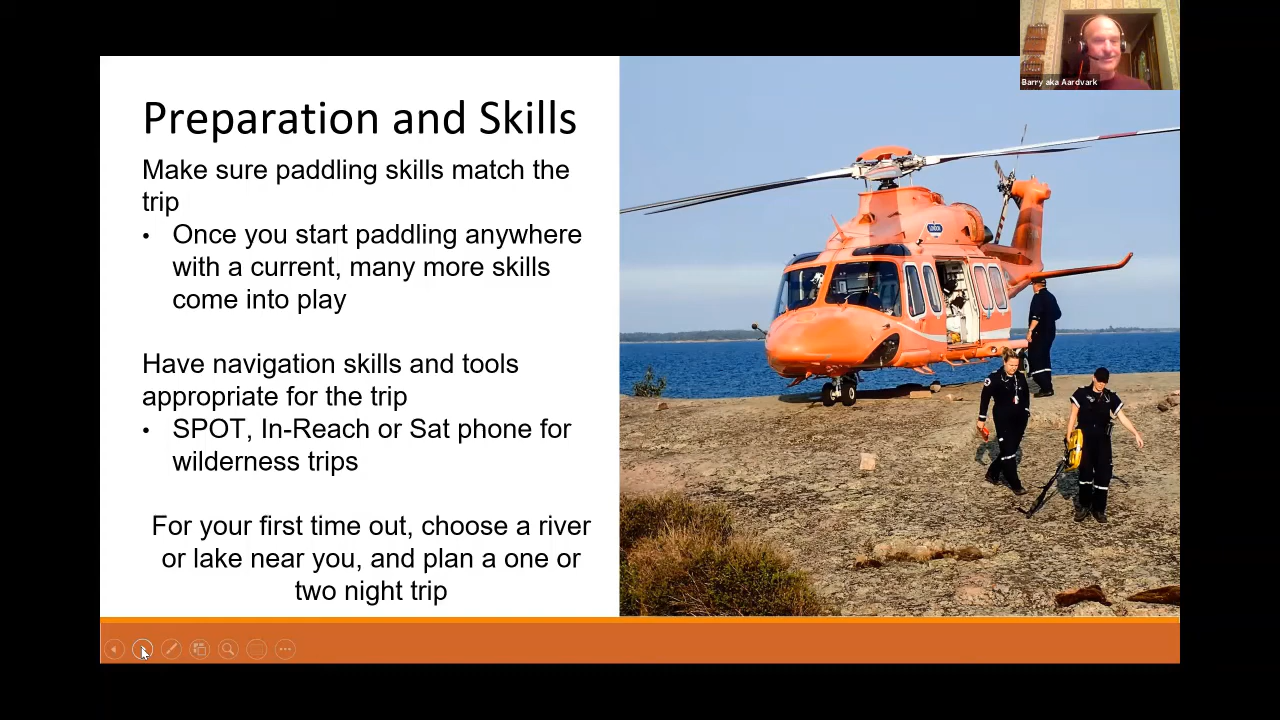 Barry aka Aardvark
Preparation and Skills
Make sure paddling skills match the
trip
• Once you start paddling anywhere
with a current, many more skills
come into play
Have navigation skills and tools
appropriate for the trip
• SPOT, In-Reach or Sat phone for
wilderness trips
For your first time out, choose a river
or lake near you, and plan a one or
two night trip